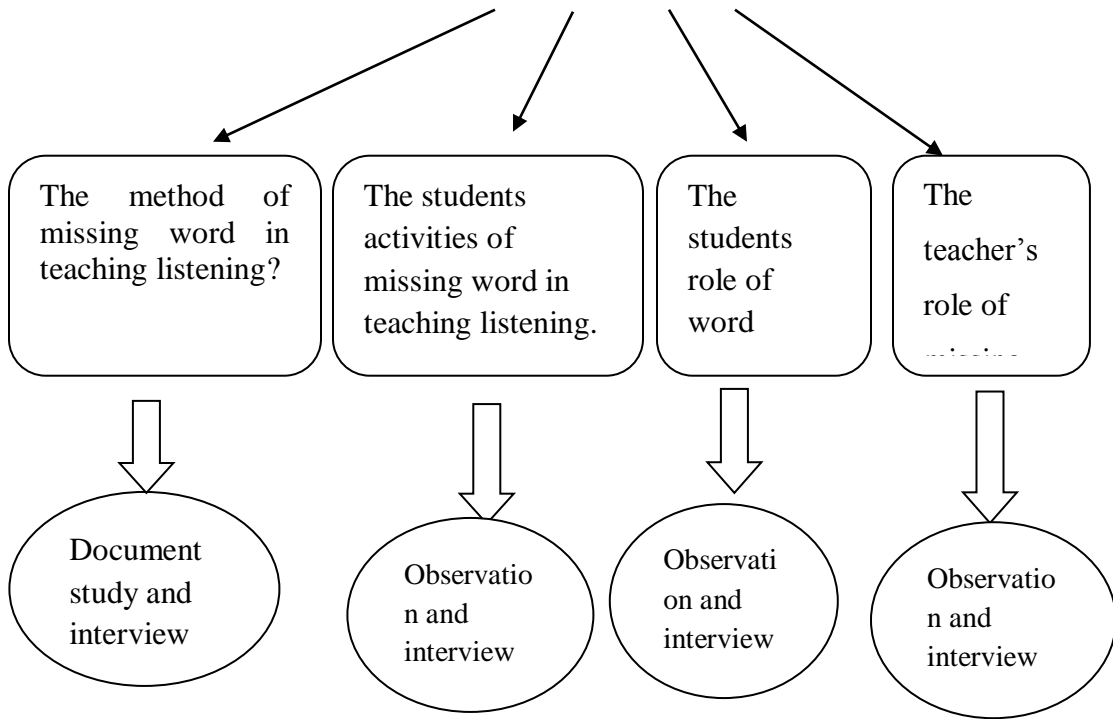 The method of
missing word in
teaching listening?
The students
activities of
missing word in
teaching listening.
The
students
role of
word
The
teacher's
role of
Document
study and
interview
Observatio
n and
interview
Observati
on and
interview
Observatio
n and
interview